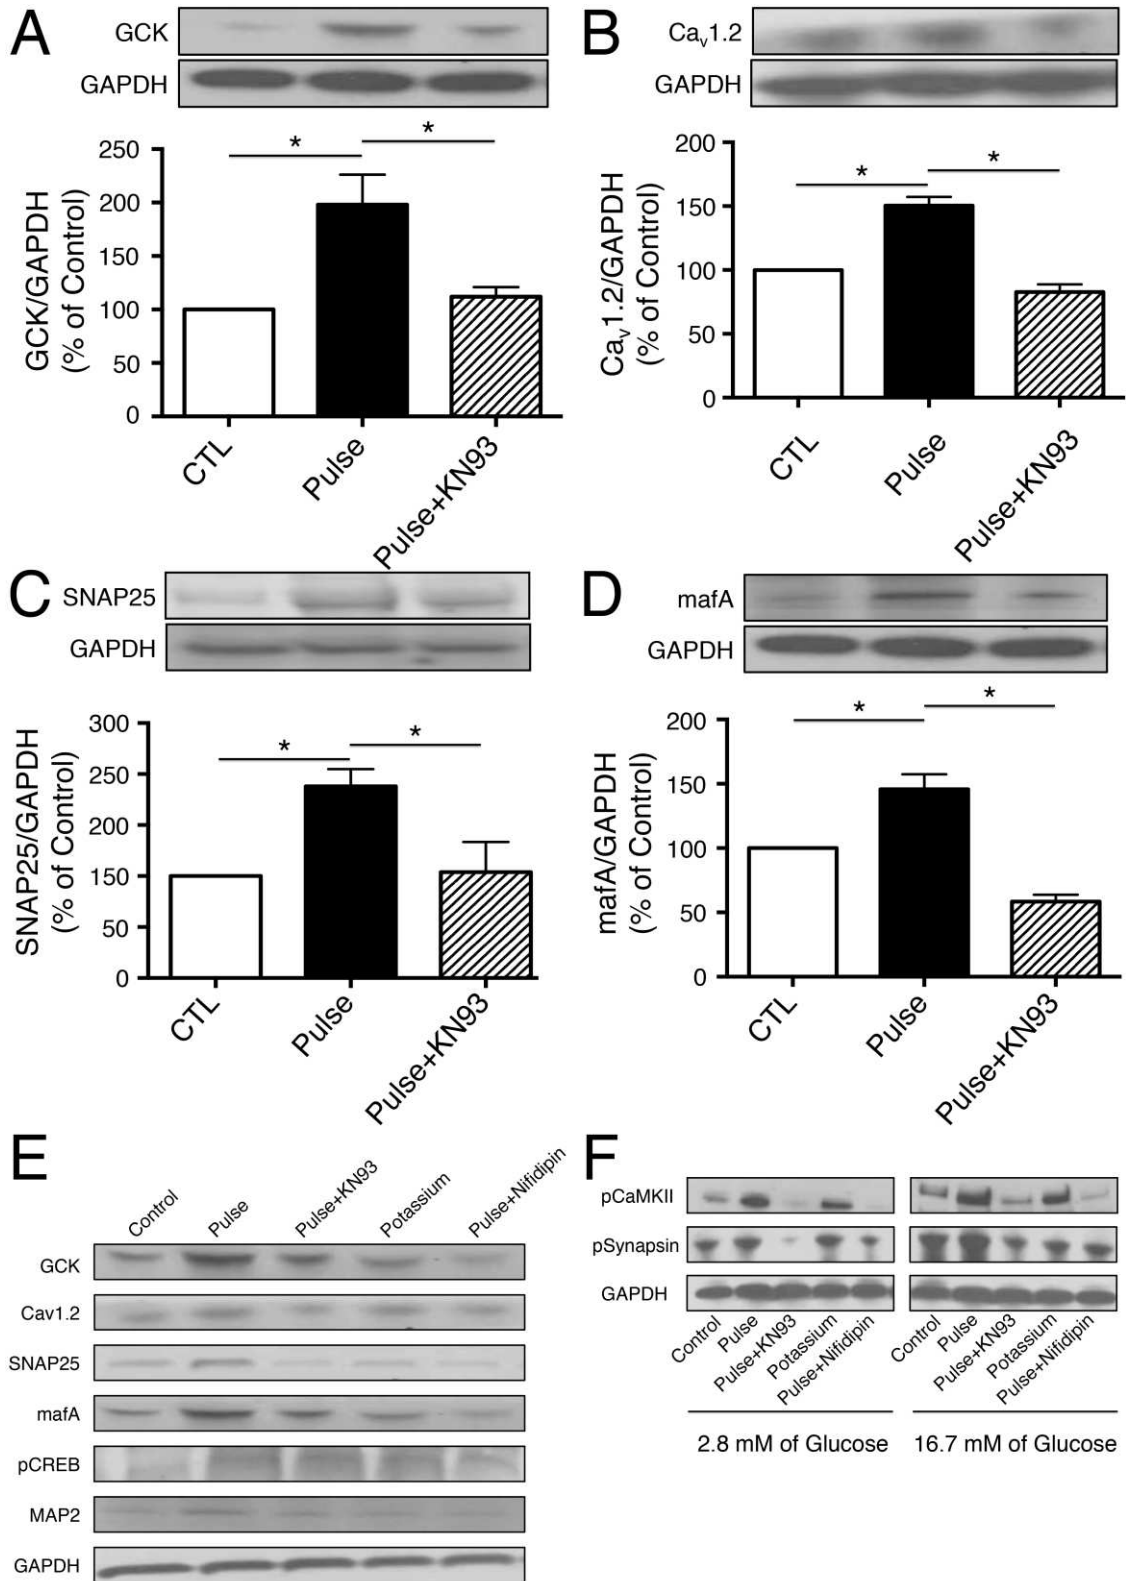 A
GCK
GAPDH
*
*
250
200
150
100
50
0
GCK/GAPDH
(% of Control)
CTL
Pulse
Pulse+KN93
B
Cav1.2
GAPDH
*
*
200
150
100
50
0
Cav1.2/GAPDH
(% of Control)
CTL
Pulse
Pulse+KN93
C
SNAP25
GAPDH
*
*
300
250
200
150
50
0
SNAP25/GAPDH
(% of Control)
CTL
Pulse
Pulse+KN93
D
mafA
GAPDH
*
*
200
150
100
50
0
mafA/GAPDH
(% of Control)
CTL
Pulse
Pulse+KN93
E
Control
Pulse
Pulse+KN93
Potassium
Pulse+Nifidipin
GCK
Cav1.2
SNAP25
mafA
pCREB
MAP2
GAPDH
F
pCaMKII
pSynapsin
GAPDH
Control
Pulse
Pulse+KN93
Potassium
Pulse+Nifidipin
Control
Pulse
Pulse+KN93
Potassium
Pulse+Nifidipin
2.8 mM of Glucose
16.7 mM of Glucose